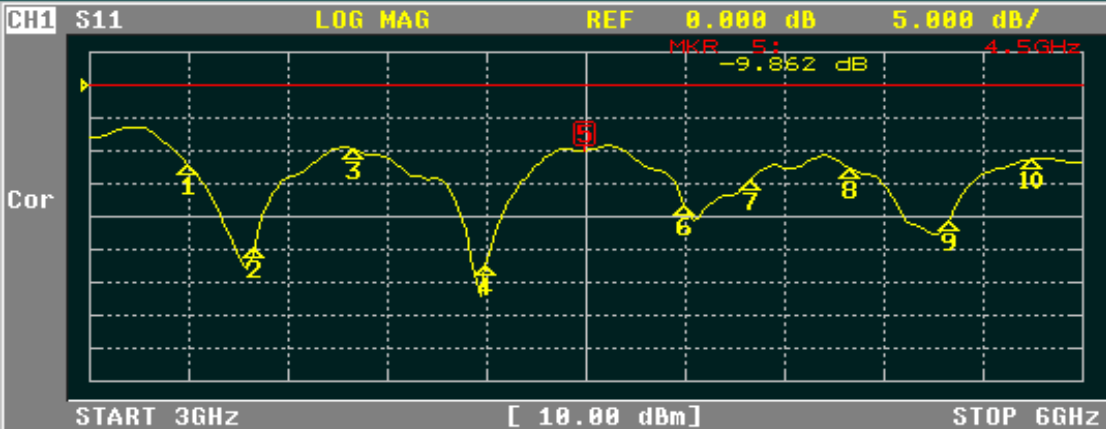 CH1 S11 LOG MAG REF 0.000 dB 5.000 dB/
MKR 5: 4.5GHz
-9.862 dB
5
1 2 3 4 6 7 8 9 10
Cor
START 3GHz [ 10.00 dBm] STOP 6GHz